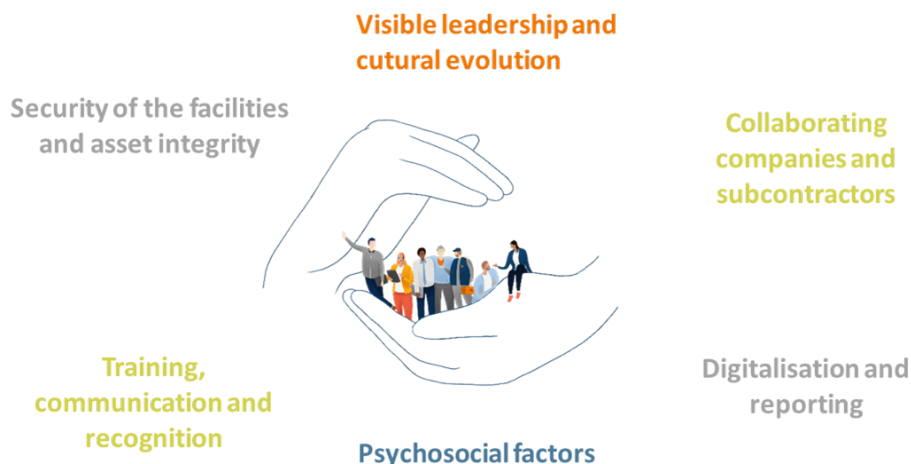 Visible leadership and
cutural evolution
Security of the facilities
and asset integrity
Collaborating
companies and
subcontractors
Training,
communication and
recognition
Digitalisation and
reporting
Psychosocial factors